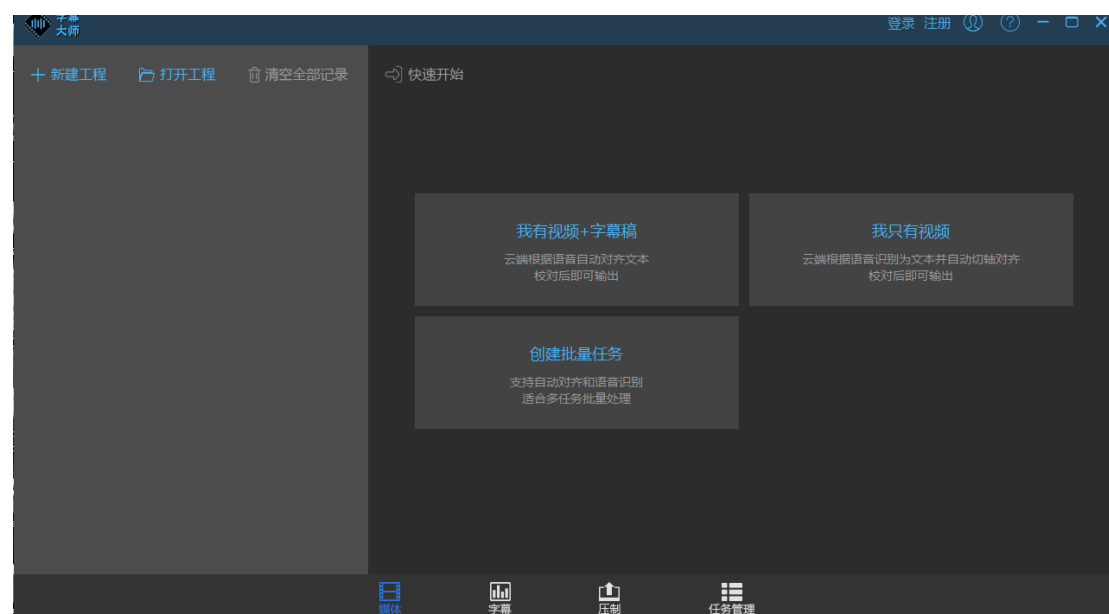 字幕
大师
登录 注册
新建工程 打开工程 清空全部记录 快速开始
我有视频+字幕稿
云端根据语音自动对齐文本
校对后即可输出
我只有视频
云端根据语音识别为文本并自动切轴对齐
校对后即可输出
创建批量任务
支持自动对齐和语音识别
适合多任务批量处理
媒体 字幕 压制 任务管理